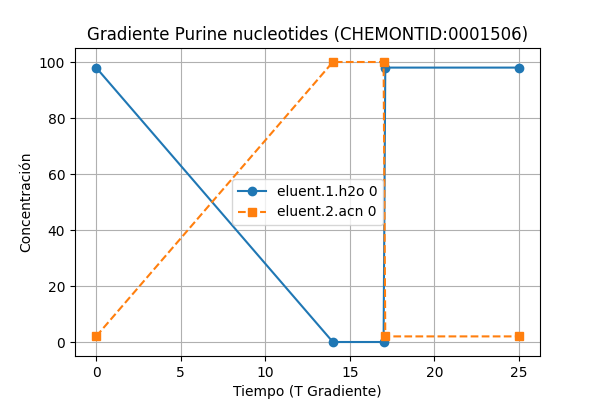 Gradiente Purine nucleotides (CHEMONTID:0001506)
100
80
60
40
20
0
Concentración
eluent.1.h2o 0
eluent.2.acn 0
0 5 10 15 20 25
Tiempo (T Gradiente)